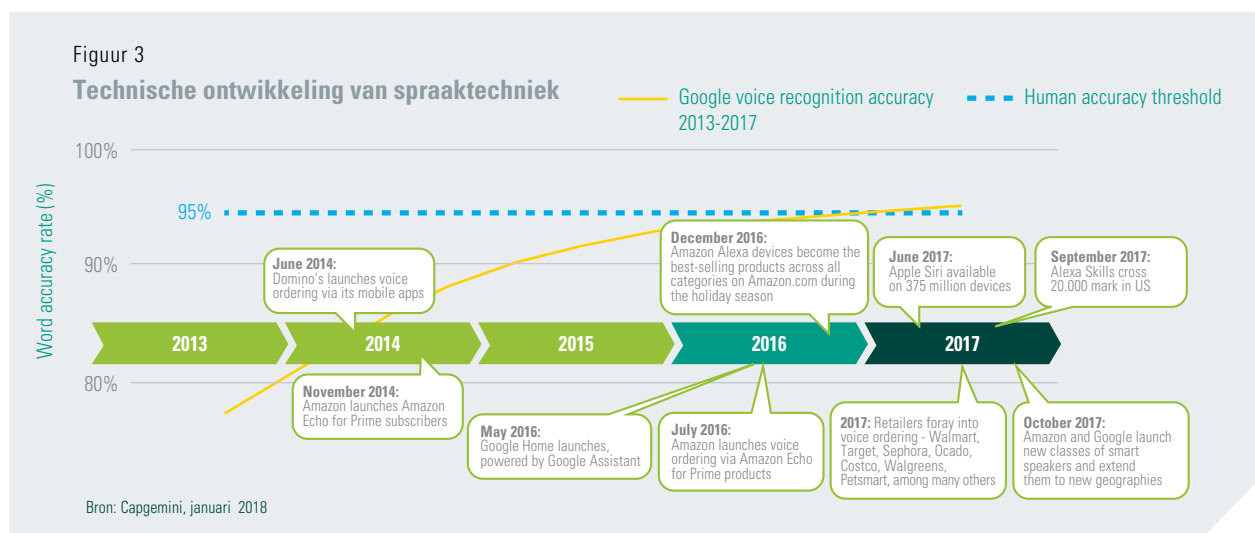 Figuur 3
Technische ontwikkeling van spraaktechniek
Google voice recognition accuracy
2013-2017
Human accuracy threshold
Word accuracy rate (%)
100%
95%
90%
80%
June 2014:
Domino's launches voice
ordering via its mobile apps
December 2016:
Amazon Alexa devices become the
best-selling products across all
categories on Amazon.com during
the holiday season
June 2017:
Apple Siri available
on 375 million devices
September 2017:
Alexa Skills cross
20.000 mark in US
2013
2014
2015
2016
2017
November 2014:
Amazon launches Amazon
Echo for Prime subscribers
May 2016:
Google Home launches,
powered by Google Assistant
July 2016:
Amazon launches voice
ordering via Amazon Echo
for Prime products
2017: Retailers foray into
voice ordering - Walmart,
Target, Sephora, Ocado,
Costco, Walgreens,
Petsmart, among many others
October 2017:
Amazon and Google launch
new classes of smart
speakers and extend
them to new geographies
Bron: Capgemini, januari 2018